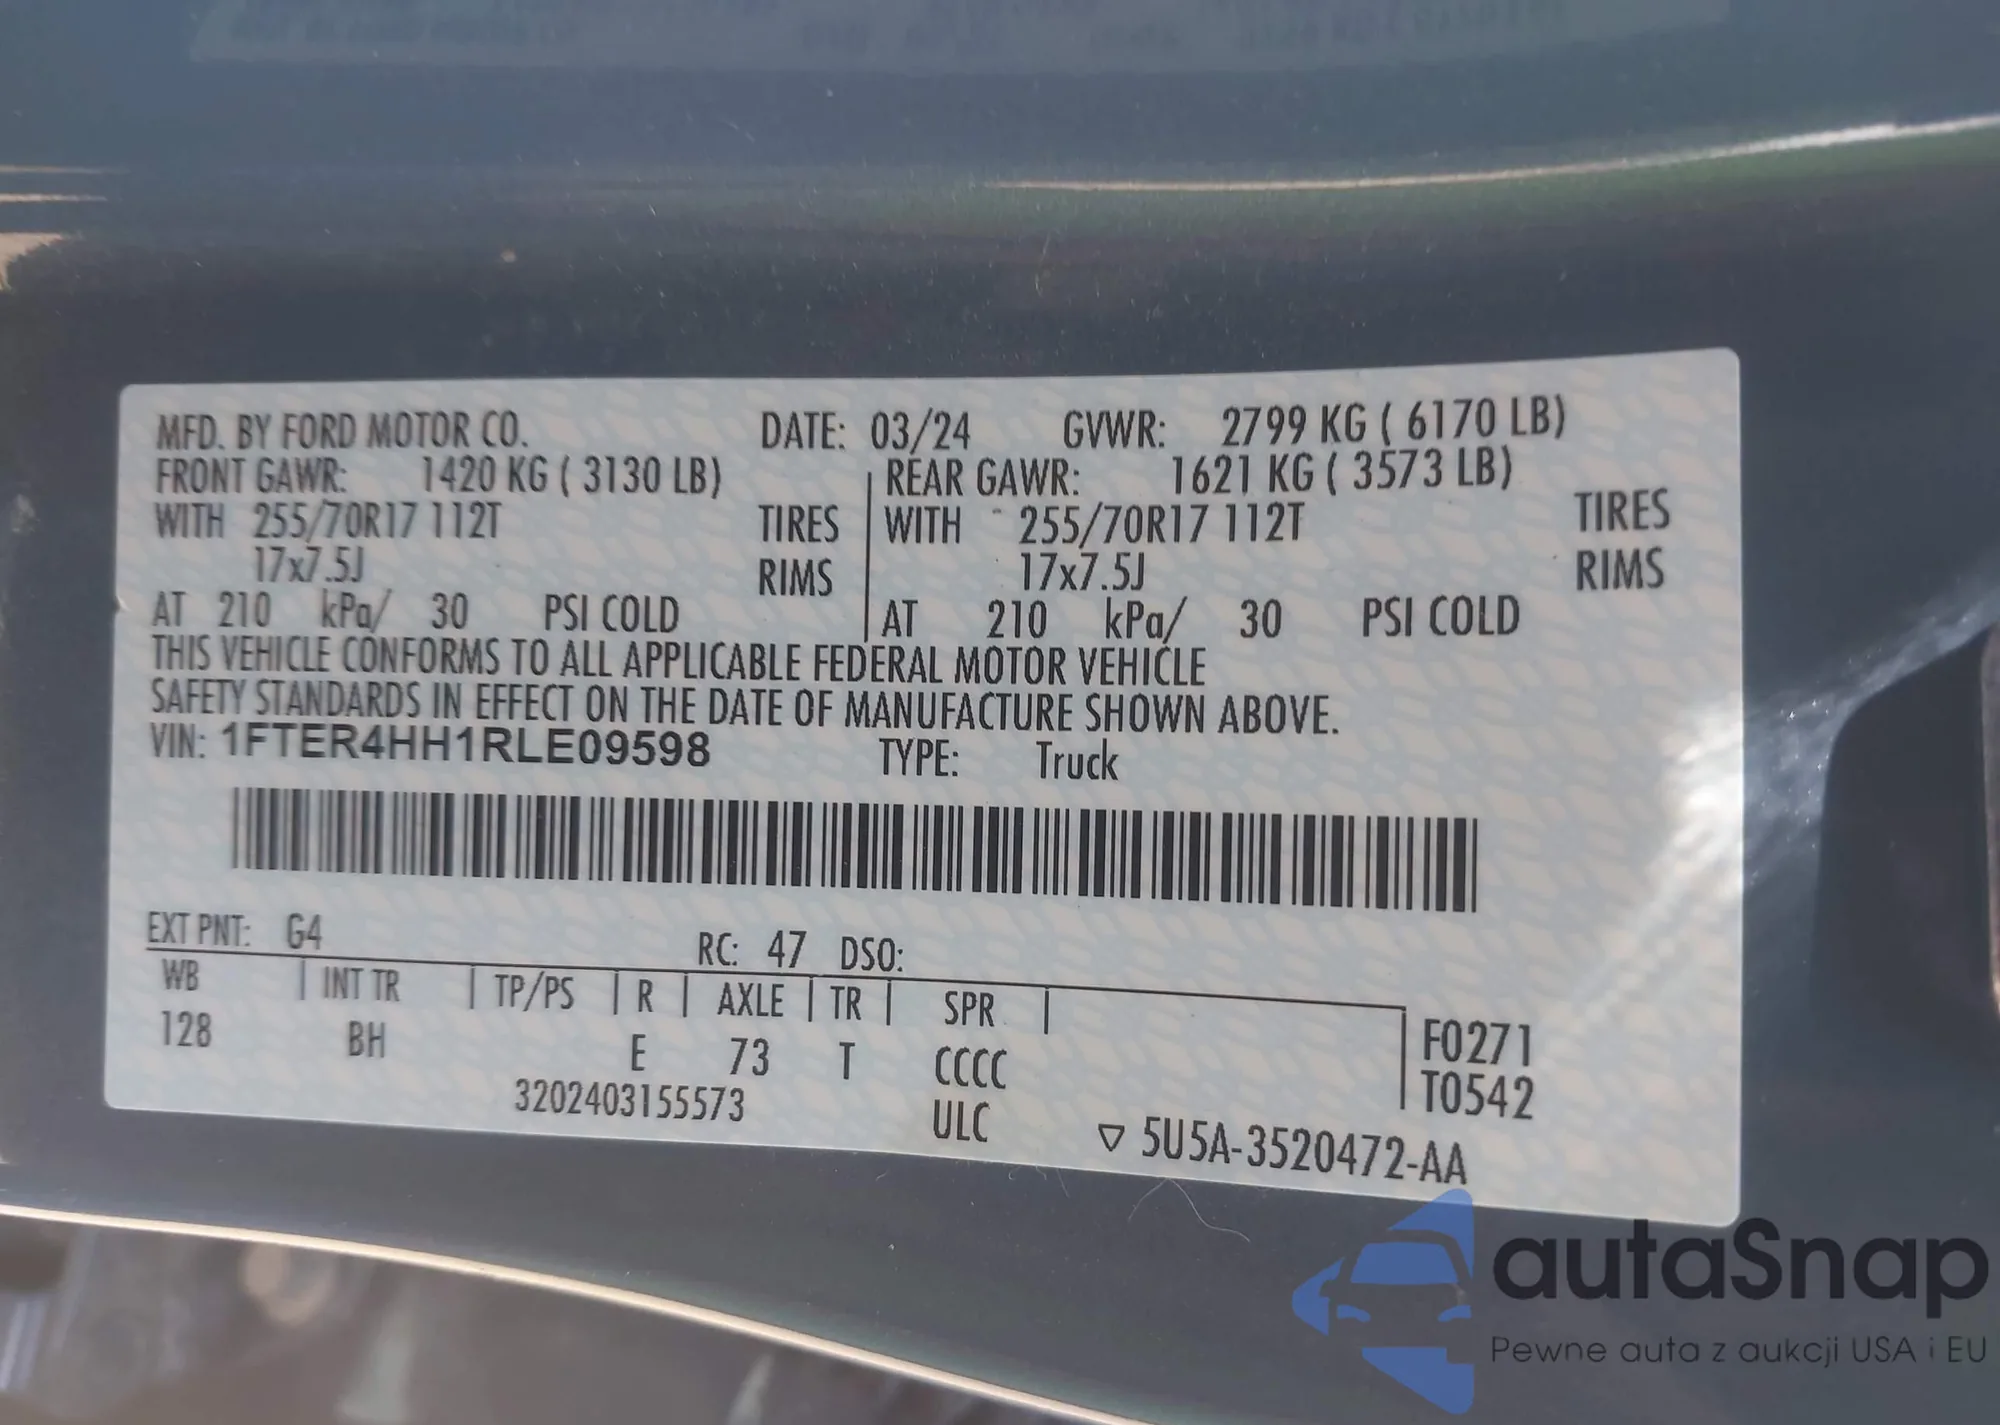 MFD. BY FORD MOTOR CO. DATE: 03/24 GVWR: 2799 KG ( 6170 LB)
FRONT GAWR: 1420 KG ( 3130 LB) REAR GAWR: 1621 KG ( 3573 LB)
WITH 255/70R17 112T TIRES WITH 255/70R17 112T TIRES
17x7.5J RIMS 17x7.5J RIMS
AT 210 kPa/ 30 PSI COLD AT 210 kPa/ 30 PSI COLD
THIS VEHICLE CONFORMS TO ALL APPLICABLE FEDERAL MOTOR VEHICLE
SAFETY STANDARDS IN EFFECT ON THE DATE OF MANUFACTURE SHOWN ABOVE.
VIN: 1FTER4HH1RLE09598 TYPE: Truck
EXT PNT: G4 RC: 47 DSO:
WB INT TR TP/PS R AXLE TR SPR
128 BH E 73 T CCCC F0271
3202403155573 ULC T0542
▽ 5U5A-3520472-AA
autaSnap
Pewne auta z aukcji USA i EU